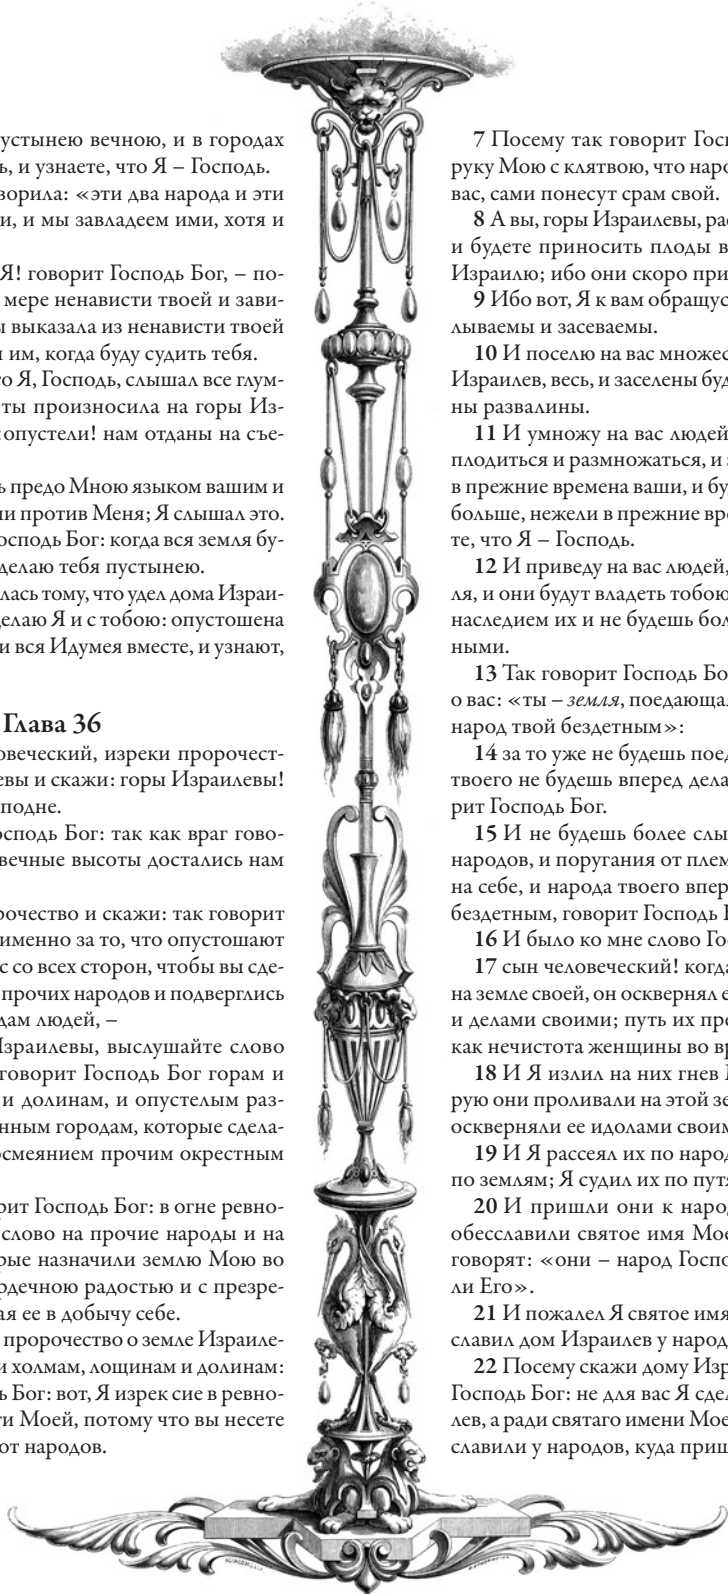 устынею вечною, и в городах
ь, и узнаете, что Я – Господь.
ворила: «эти два народа и эти
и, и мы завладеем ими, хотя и
Я! говорит Господь Бог, – по-
мере ненависти твоей и зави-
ы выказала из ненависти твоей
и им, когда буду судить тебя.
о Я, Господь, слышал все глум-
ты произносила на горы Из-
опустели! нам отданы на съе-
ь предо Мною языком вашим и
ли против Меня; Я слышал это.
осподь Бог: когда вся земля бу-
делаю тебя пустынею.
лась тому, что удел дома Израи-
делаю Я и с тобою: опустошена
и вся Идумея вместе, и узнают,
Глава 36
овеческий, изреки пророчест-
евы и скажи: горы Израилевы!
подне.
осподь Бог: так как враг гово-
вечные высоты достались нам
рочество и скажи: так говорит
именно за то, что опустошают
с со всех сторон, чтобы вы сде-
прочих народов и подверглись
дам людей, –
Израилевы, выслушайте слово
говорит Господь Бог горам и
и долинам, и опустелым раз-
нным городам, которые сдела-
осмеянием прочим окрестным
рит Господь Бог: в огне ревно-
слово на прочие народы и на
рые назначили землю Мою во
рдечною радостью и с презре-
ая ее в добычу себе.
пророчество о земле Израиле-
и холмам, лощинам и долинам:
ь Бог: вот, Я изрек сие в ревно-
ти Моей, потому что вы несете
от народов.
7 Посему так говорит Гос
руку Мою с клятвою, что наро
вас, сами понесут срам свой.
8 А вы, горы Израилевы, рас
и будете приносить плоды в
Израилю; ибо они скоро при
9 Ибо вот, Я к вам обращус
лываемы и засеваемы.
10 И поселю на вас множес
Израилев, весь, и заселены буд
ны развалины.
11 И умножу на вас людей
плодиться и размножаться, и з
в прежние времена ваши, и бу
больше, нежели в прежние вре
те, что Я – Господь.
12 И приведу на вас людей,
ля, и они будут владеть тобою
наследием их и не будешь бол
ными.
13 Так говорит Господь Бо
о вас: «ты – земля, поедающа
народ твой бездетным»:
14 за то уже не будешь поед
твоего не будешь вперед дела
рит Господь Бог.
15 И не будешь более слы
народов, и поругания от плем
на себе, и народа твоего впер
бездетным, говорит Господь
16 И было ко мне слово Го
17 сын человеческий! когда
на земле своей, он осквернял е
и делами своими; путь их пре
как нечистота женщины во вр
18 И Я излил на них гнев
рую они проливали на этой зе
оскверняли ее идолами своим
19 И Я рассеял их по народ
по землям; Я судил их по путя
20 И пришли они к народ
обесславили святое имя Мое
говорят: «они – народ Госпо
ли Его».
21 И пожалел Я святое имя
славил дом Израилев у народ
22 Посему скажи дому Изр
Господь Бог: не для вас Я сдел
лев, а ради святаго имени Мое
славили у народов, куда приш